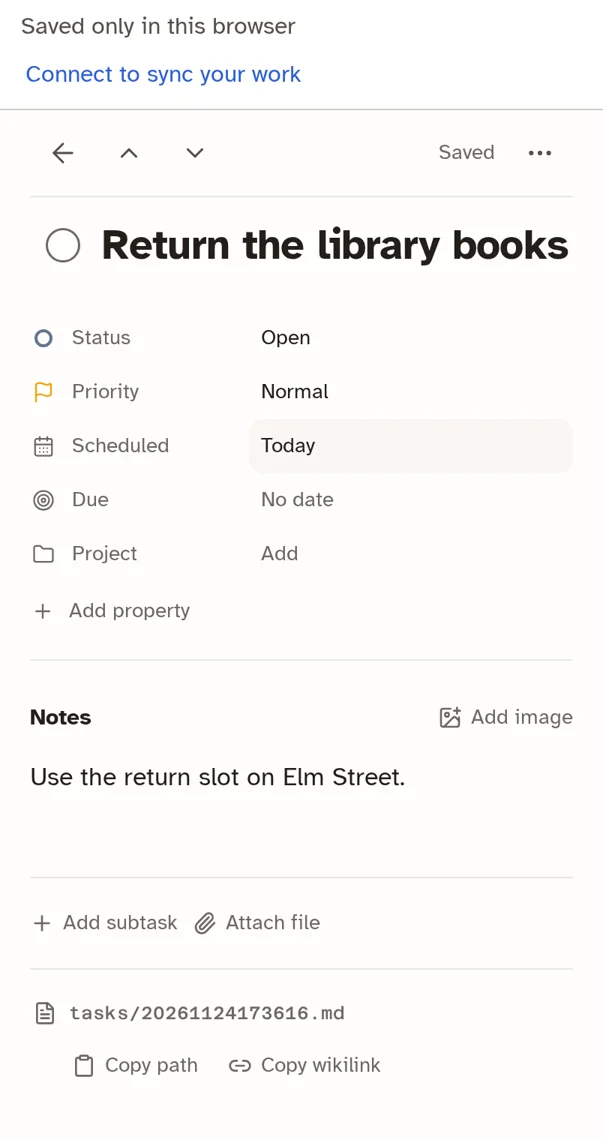 Saved only in this browser
Connect to sync your work
Saved
Return the library books
Status Open
Priority Normal
Scheduled Today
Due No date
Project Add
Add property
Notes Add image
Use the return slot on Elm Street.
Add subtask Attach file
tasks/20261124173616.md
Copy path Copy wikilink